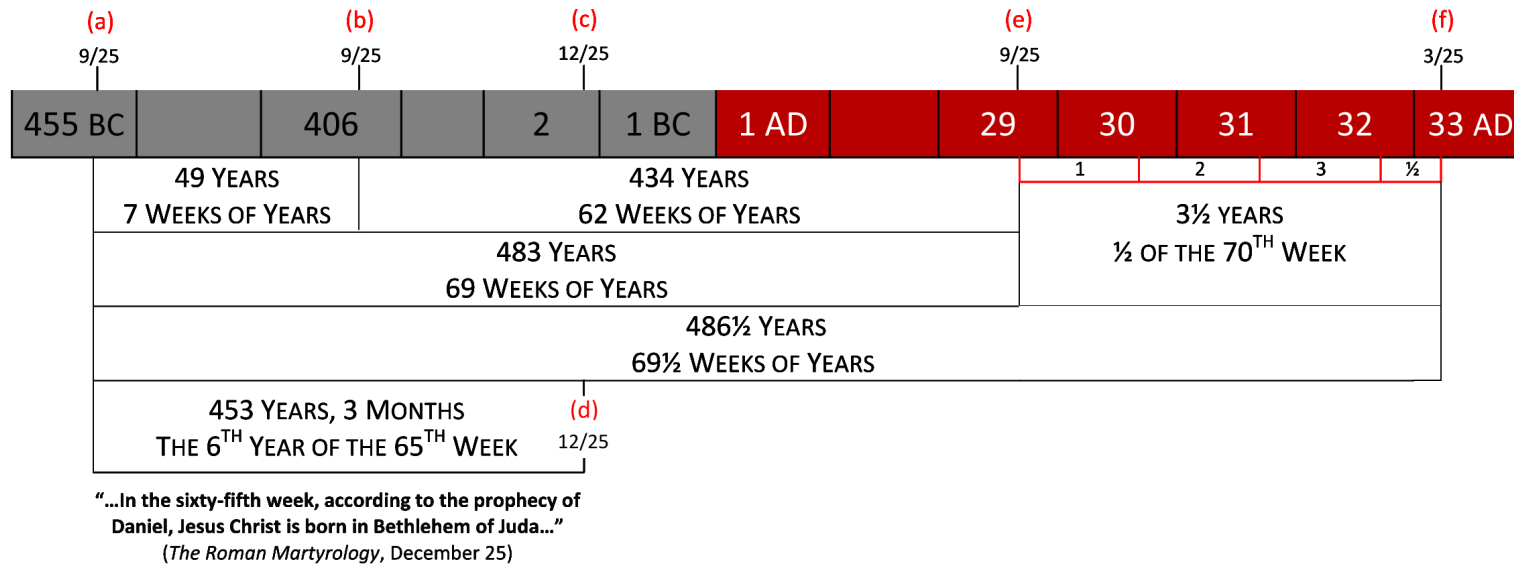 (a) (b) (c) (e) (f)
9/25 9/25 12/25 9/25 3/25
455 BC 406 2 1 BC 1 AD 29 30 31 32 33 AD
1 2 3 ½
49 YEARS
7 WEEKS OF YEARS
434 YEARS
62 WEEKS OF YEARS
3½ YEARS
½ OF THE 70TH WEEK
483 YEARS
69 WEEKS OF YEARS
486½ YEARS
69½ WEEKS OF YEARS
453 YEARS, 3 MONTHS
THE 6TH YEAR OF THE 65TH WEEK
(d)
12/25
“…In the sixty-fifth week, according to the prophecy of
Daniel, Jesus Christ is born in Bethlehem of Juda…”
(The Roman Martyrology, December 25)